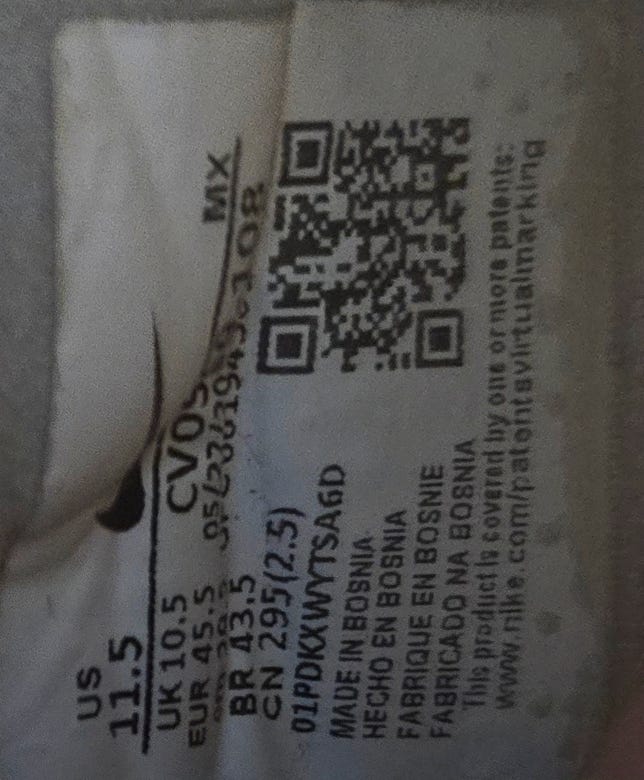 US
11.5
UK 10.5
EUR 45.5
BR 43.5
CN 295(2.5)
MX
01PDKXWYTSA6D
MADE IN BOSNIA
HECHO EN BOSNIA
FABRIQUE EN BOSNIE
FABRICADO NA BOSNIA
This product is covered by one or more patents:
www.nike.com/patentsvirtualmarking